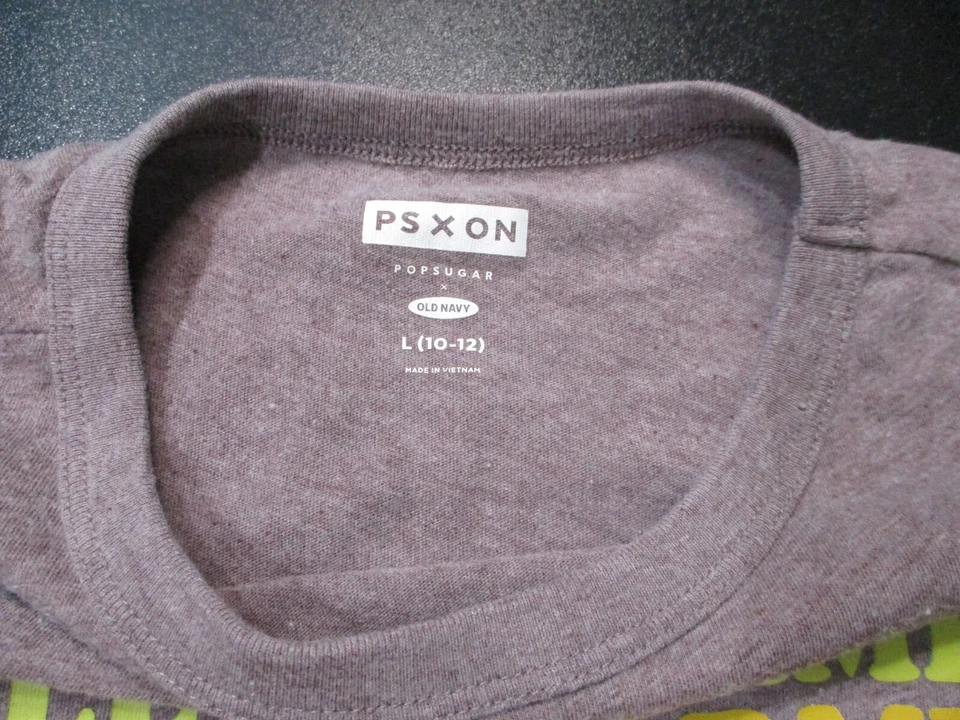 PS X ON
POPSUGAR
×
OLD NAVY
L (10-12)
MADE IN VIETNAM